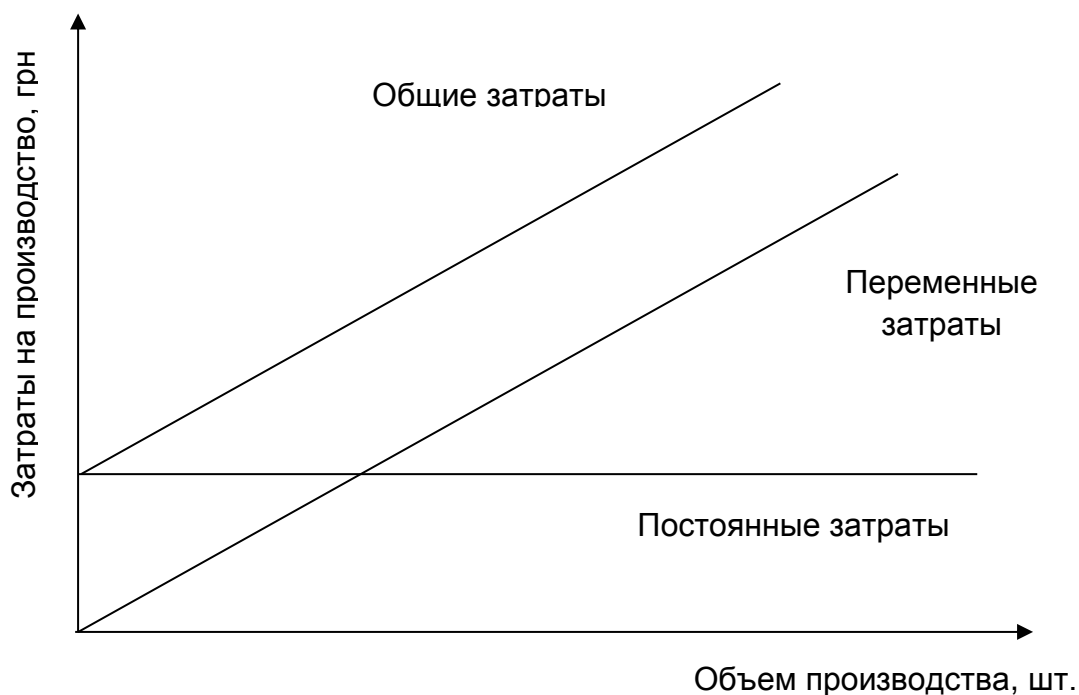 Затраты на производство, грн
Общие затраты
Переменные
затраты
Постоянные затраты
Объем производства, шт.